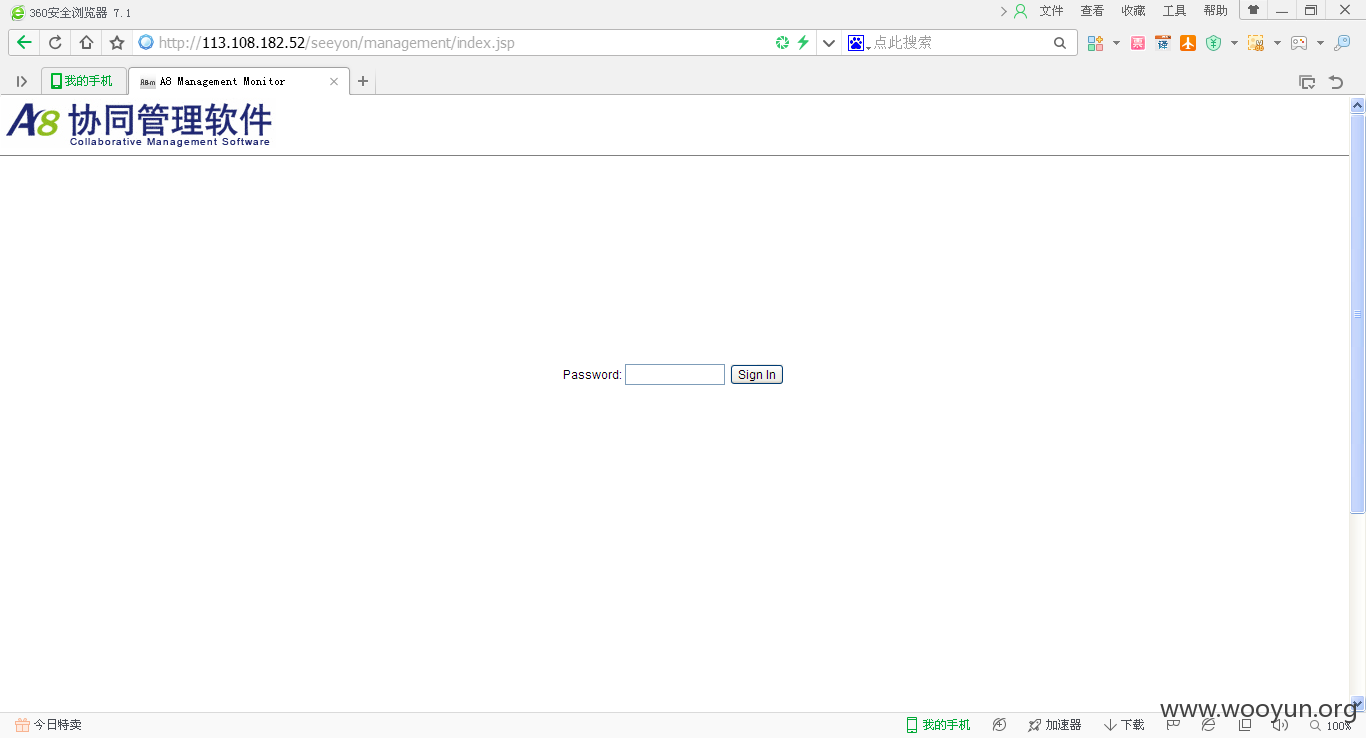 360安全浏览器 7.1
文件 查看 收藏 工具 帮助
http://113.108.182.52/seeyon/management/index.jsp
点此搜索
我的手机
A8 Management Monitor
A8 协同管理软件
Collaborative Management Software
Password:
Sign In
www.wooyun.org
今日特卖
我的手机
加速器
下载
100%